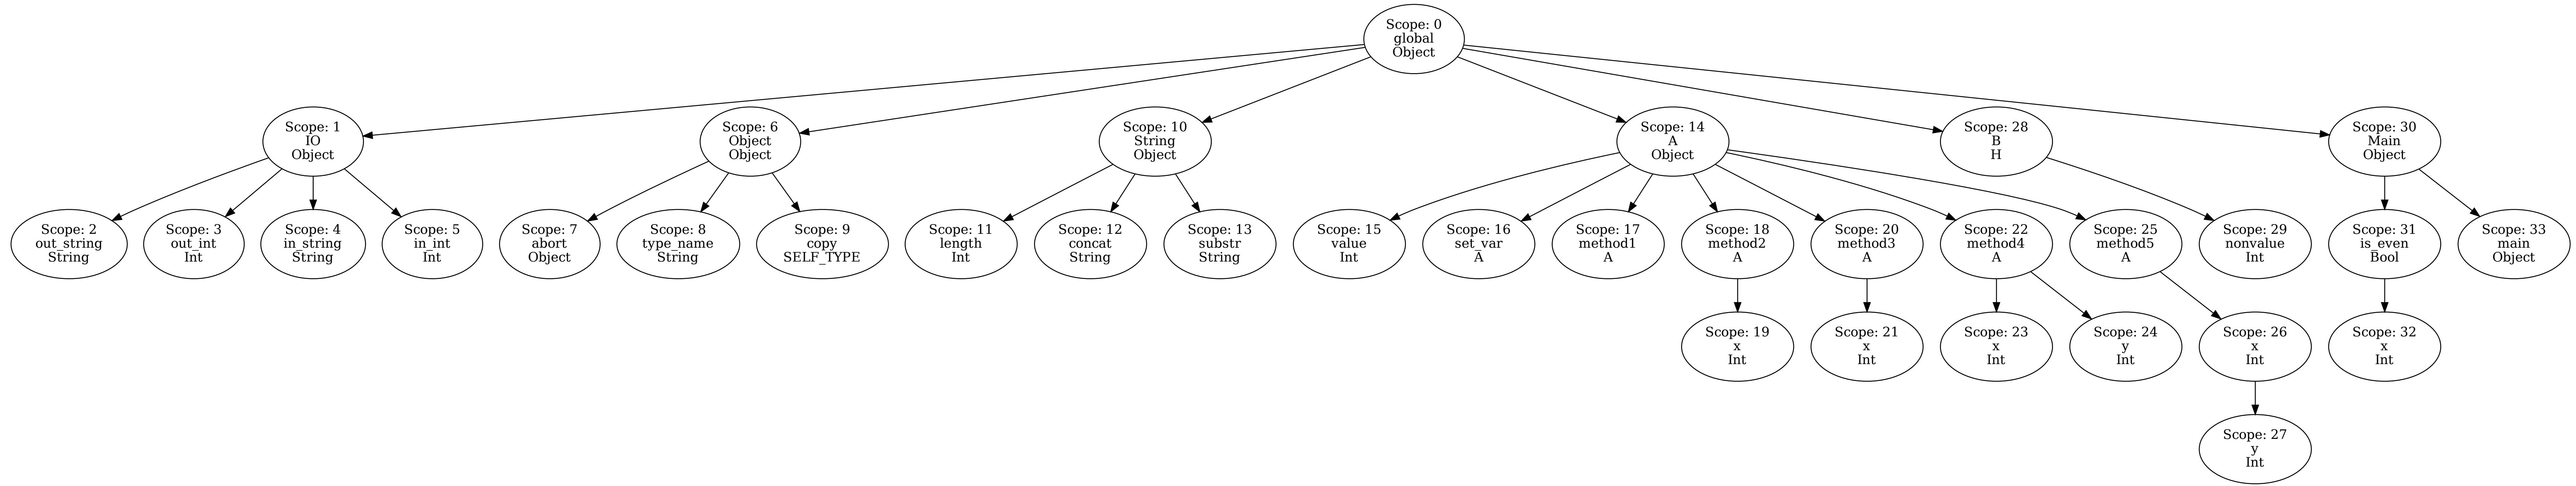 Scope: 0
global
Object
Scope: 1
IO
Object
Scope: 6
Object
Object
Scope: 10
String
Object
Scope: 14
A
Object
Scope: 28
B
H
Scope: 30
Main
Object
Scope: 2
out_string
String
Scope: 3
out_int
Int
Scope: 4
in_string
String
Scope: 5
in_int
Int
Scope: 7
abort
Object
Scope: 8
type_name
String
Scope: 9
copy
SELF_TYPE
Scope: 11
length
Int
Scope: 12
concat
String
Scope: 13
substr
String
Scope: 15
value
Int
Scope: 16
set_var
A
Scope: 17
method1
A
Scope: 18
method2
A
Scope: 20
method3
A
Scope: 22
method4
A
Scope: 25
method5
A
Scope: 29
nonvalue
Int
Scope: 31
is_even
Bool
Scope: 33
main
Object
Scope: 19
x
Int
Scope: 21
x
Int
Scope: 23
x
Int
Scope: 24
y
Int
Scope: 26
x
Int
Scope: 32
x
Int
Scope: 27
y
Int